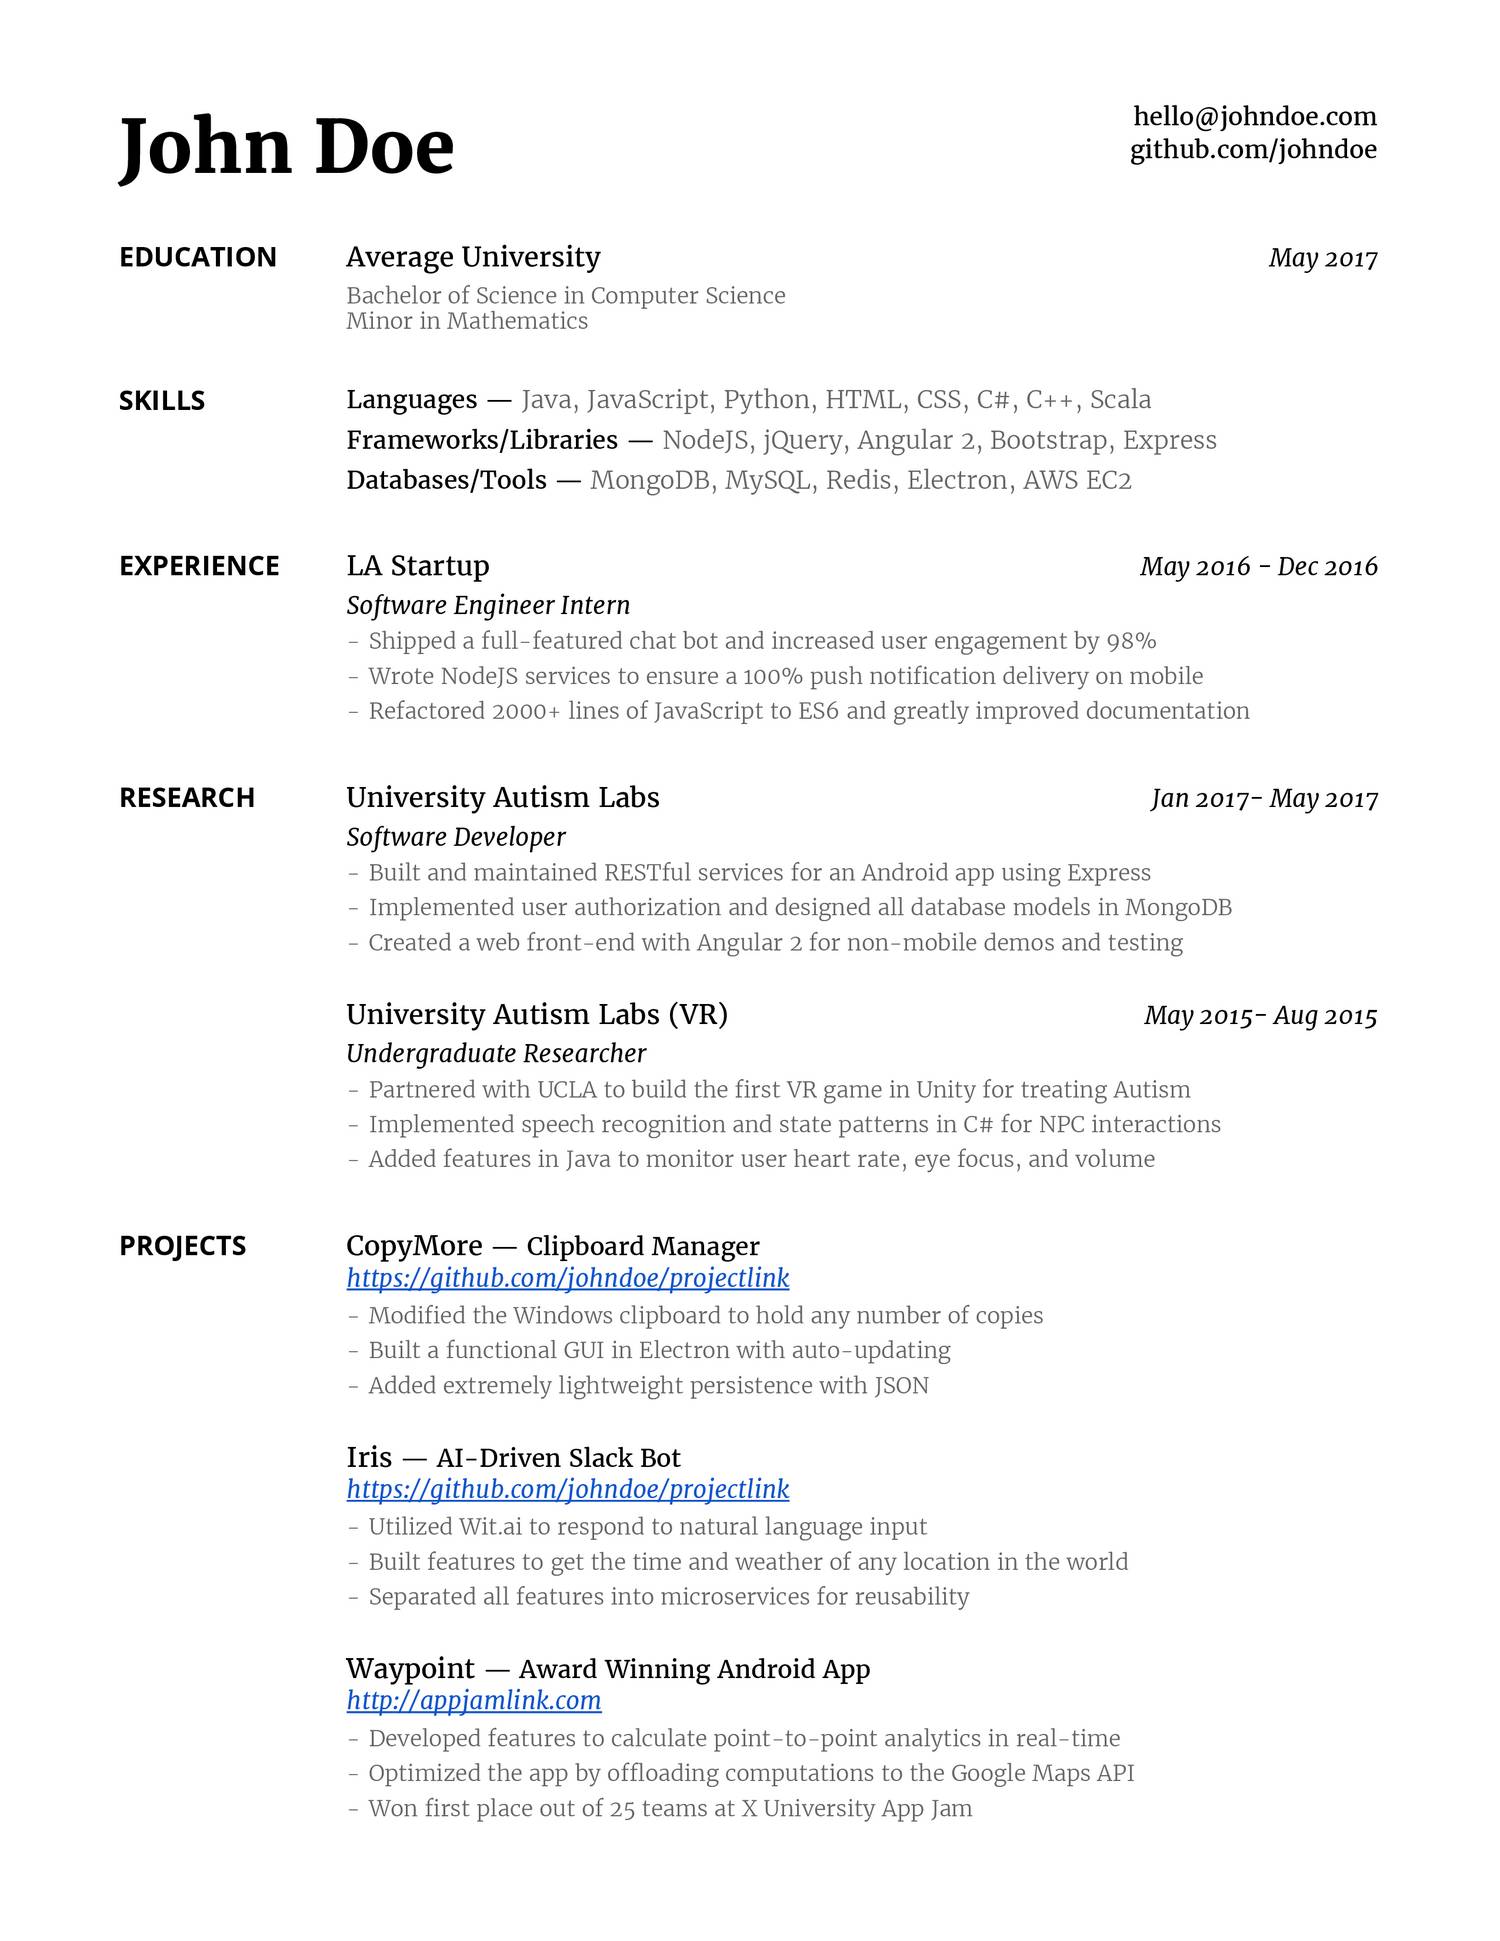 John Doe
hello@johndoe.com
github.com/johndoe
EDUCATION
Average University
May 2017
Bachelor of Science in Computer Science
Minor in Mathematics
SKILLS
Languages — Java, JavaScript, Python, HTML, CSS, C#, C++, Scala
Frameworks/Libraries — NodeJS, jQuery, Angular 2, Bootstrap, Express
Databases/Tools — MongoDB, MySQL, Redis, Electron, AWS EC2
EXPERIENCE
LA Startup
May 2016 - Dec 2016
Software Engineer Intern
- Shipped a full-featured chat bot and increased user engagement by 98%
- Wrote NodeJS services to ensure a 100% push notification delivery on mobile
- Refactored 2000+ lines of JavaScript to ES6 and greatly improved documentation
RESEARCH
University Autism Labs
Jan 2017- May 2017
Software Developer
- Built and maintained RESTful services for an Android app using Express
- Implemented user authorization and designed all database models in MongoDB
- Created a web front-end with Angular 2 for non-mobile demos and testing
University Autism Labs (VR)
May 2015- Aug 2015
Undergraduate Researcher
- Partnered with UCLA to build the first VR game in Unity for treating Autism
- Implemented speech recognition and state patterns in C# for NPC interactions
- Added features in Java to monitor user heart rate, eye focus, and volume
PROJECTS
CopyMore — Clipboard Manager
https://github.com/johndoe/projectlink
- Modified the Windows clipboard to hold any number of copies
- Built a functional GUI in Electron with auto-updating
- Added extremely lightweight persistence with JSON
Iris — AI-Driven Slack Bot
https://github.com/johndoe/projectlink
- Utilized Wit.ai to respond to natural language input
- Built features to get the time and weather of any location in the world
- Separated all features into microservices for reusability
Waypoint — Award Winning Android App
http://appjamlink.com
- Developed features to calculate point-to-point analytics in real-time
- Optimized the app by offloading computations to the Google Maps API
- Won first place out of 25 teams at X University App Jam